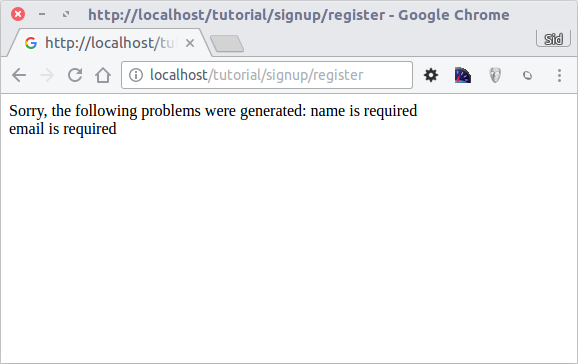 http://localhost/tutorial/signup/register - Google Chrome
http://localhost/tu
Sid
localhost/tutorial/signup/register
Sorry, the following problems were generated: name is required
email is required